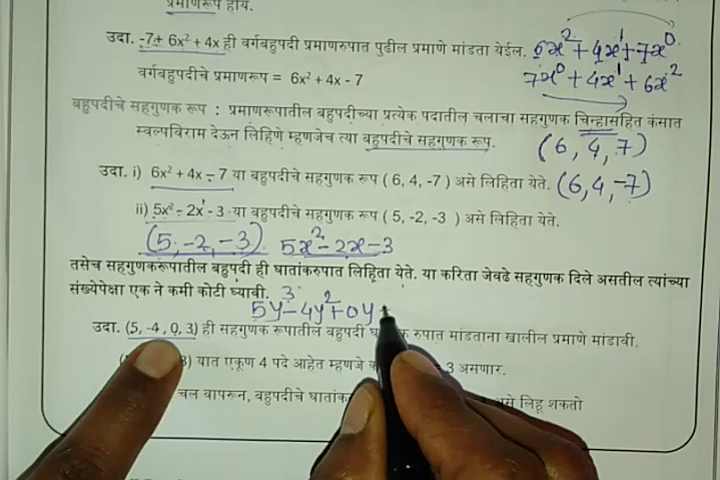 प्रमाणरूप होय.
उदा. -7+ 6x² + 4x ही वर्गबहुपदी प्रमाणरुपात पुढील प्रमाणे मांडता येईल. 6x² + 4x¹ + 7x⁰
वर्गबहुपदीचे प्रमाणरूप = 6x² + 4x - 7 7x⁰ + 4x¹ + 6x²
बहुपदीचे सहगुणक रूप : प्रमाणरूपातील बहुपदीच्या प्रत्येक पदातील चलाचा सहगुणक चिन्हासहित कंसात
स्वल्पविराम देऊन लिहिणे म्हणजेच त्या बहुपदीचे सहगुणक रूप. (6, 4, 7)
उदा. i) 6x² + 4x - 7 या बहुपदीचे सहगुणक रूप ( 6, 4, -7 ) असे लिहिता येते. (6, 4, -7)
ii) 5x² - 2x¹ - 3 या बहुपदीचे सहगुणक रूप ( 5, -2, -3 ) असे लिहिता येते.
(5, -2, -3) 5x² - 2x - 3
तसेच सहगुणकरूपातील बहुपदी ही घातांकरुपात लिहिता येते. या करिता जेवढे सहगुणक दिले असतील त्यांच्या
संख्येपेक्षा एक ने कमी कोटी घ्यावी.
5y³ - 4y² + 0y
उदा. (5, -4, 0, 3) ही सहगुणक रूपातील बहुपदी रुपात मांडताना खालील प्रमाणे मांडावी.
3) यात एकूण 4 पदे आहेत म्हणजे = 3 असणार.
चल वापरून, बहुपदीचे असे लिहू शकतो